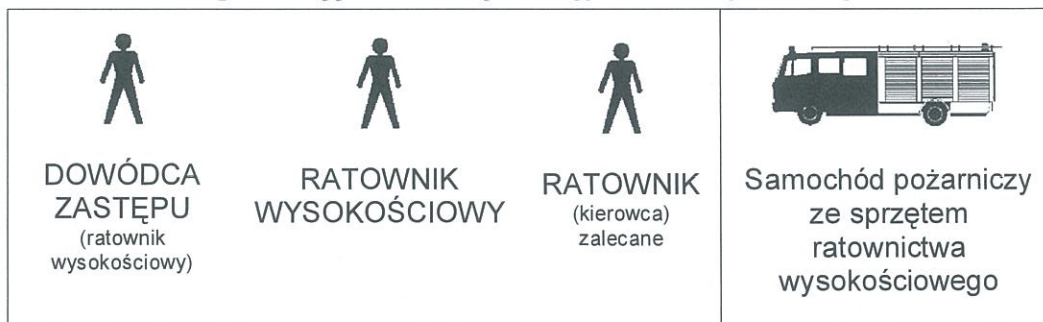 DOWÓDCA
ZASTĘPU
(ratownik
wysokościowy)
RATOWNIK
WYSOKOŚCIOWY
RATOWNIK
(kierowca)
zalecane
Samochód pożarniczy
ze sprzętem
ratownictwa
wysokościowego